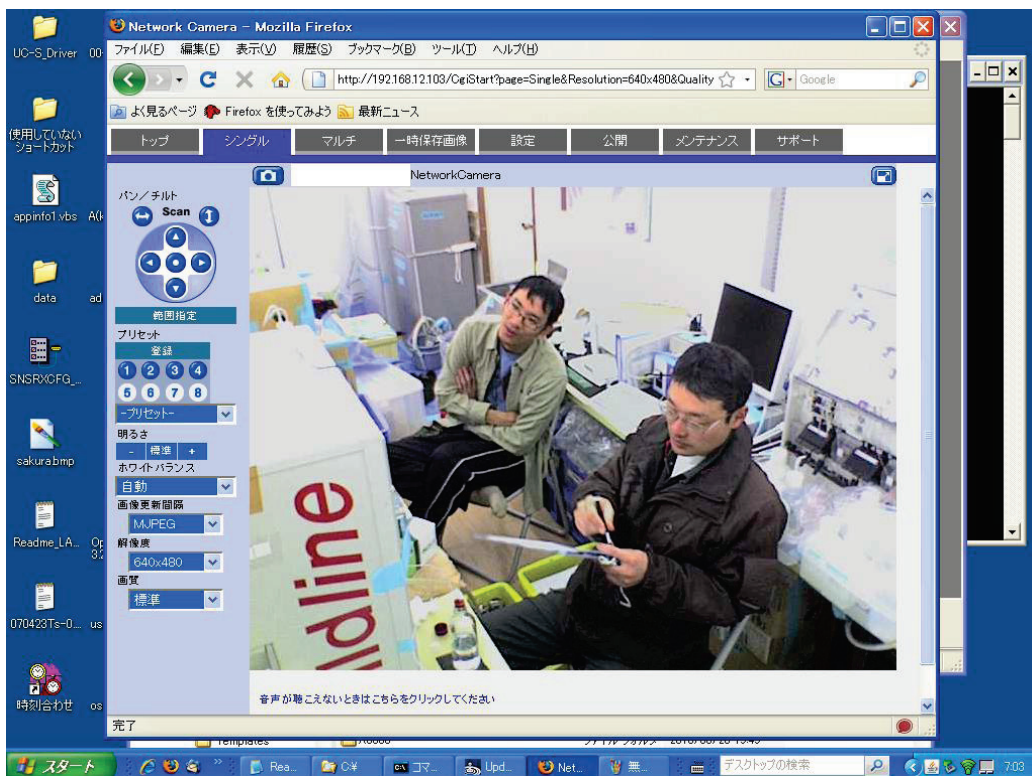 UC-S_Driver
00
使用していない
ショートカット
appinfo1.vbs
A(k
data
ad
SNSRXCFG_...
sakura.bmp
Readme_LA...
070423Ts-0...
us
時刻合わせ
os
Network Camera - Mozilla Firefox
ファイル(F) 編集(E) 表示(V) 履歴(S) ブックマーク(B) ツール(T) ヘルプ(H)
http://192.168.12.103/CgiStart?page=Single&Resolution=640x480&Quality
Google
よく見るページ Firefox を使ってみよう 最新ニュース
トップ シングル マルチ 一時保存画像 設定 公開 メンテナンス サポート
NetworkCamera
パン/チルト
Scan
範囲指定
プリセット
登録
1 2 3 4
5 6 7 8
-プリセット-
明るさ
- 標準 +
ホワイトバランス
自動
画像更新間隔
MJPEG
解像度
640x480
画質
標準
ldline
音声が聴こえないときはこちらをクリックしてください
完了
Templates
スタート
Rea...
C:¥
コマ...
Upd...
Net...
無...
デスクトップの検索
7:03